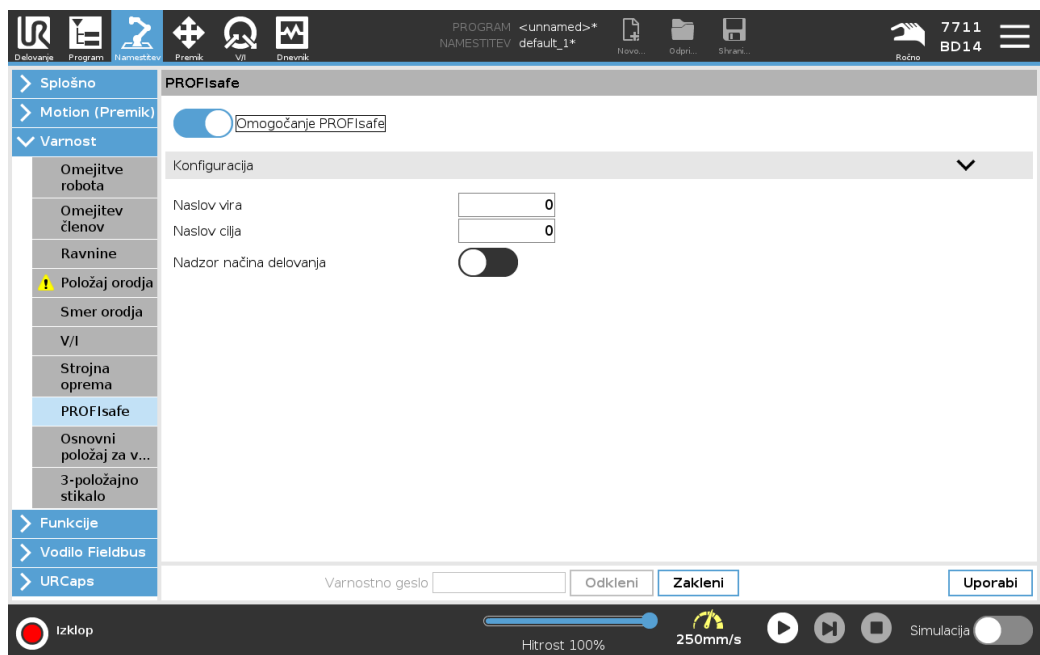 PROGRAM <unnamed>*
NAMESTITEV default_1*
Delovanje
Program
Namestitev
Premik
V/I
Dnevnik
Novo...
Odpri...
Shrani...
Ročno
7711
BD14
Splošno
Motion (Premik)
Varnost
Omejitve
robota
Omejitev
členov
Ravnine
Položaj orodja
Smer orodja
V/I
Strojna
oprema
PROFIsafe
Osnovni
položaj za v...
3-položajno
stikalo
Funkcije
Vodilo Fieldbus
URCaps
PROFIsafe
Omogočanje PROFIsafe
Konfiguracija
Naslov vira 0
Naslov cilja 0
Nadzor načina delovanja
Varnostno geslo
Odkleni
Zakleni
Uporabi
Izklop
Hitrost 100%
250mm/s
Simulacija